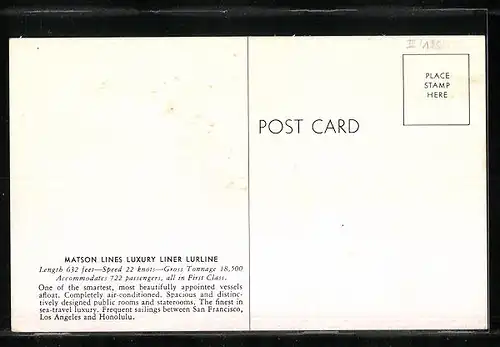 III/195
PLACE
STAMP
HERE
POST CARD
MATSON LINES LUXURY LINER LURLINE
Length 632 feet—Speed 22 knots—Gross Tonnage 18,500
Accommodates 722 passengers, all in First Class.
One of the smartest, most beautifully appointed vessels
afloat. Completely air-conditioned. Spacious and distinc-
tively designed public rooms and staterooms. The finest in
sea-travel luxury. Frequent sailings between San Francisco,
Los Angeles and Honolulu.